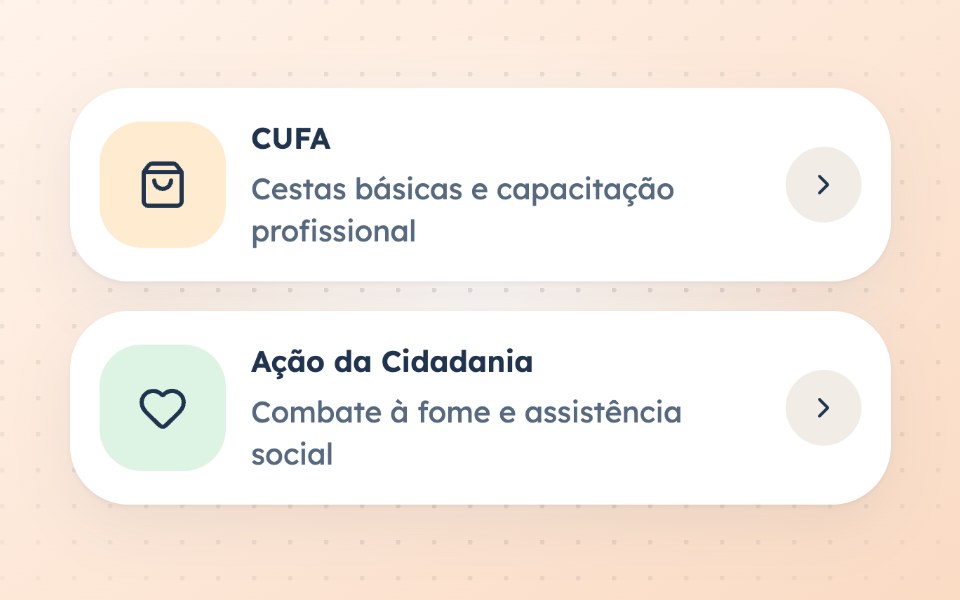 CUFA
Cestas básicas e capacitação
profissional
Ação da Cidadania
Combate à fome e assistência
social